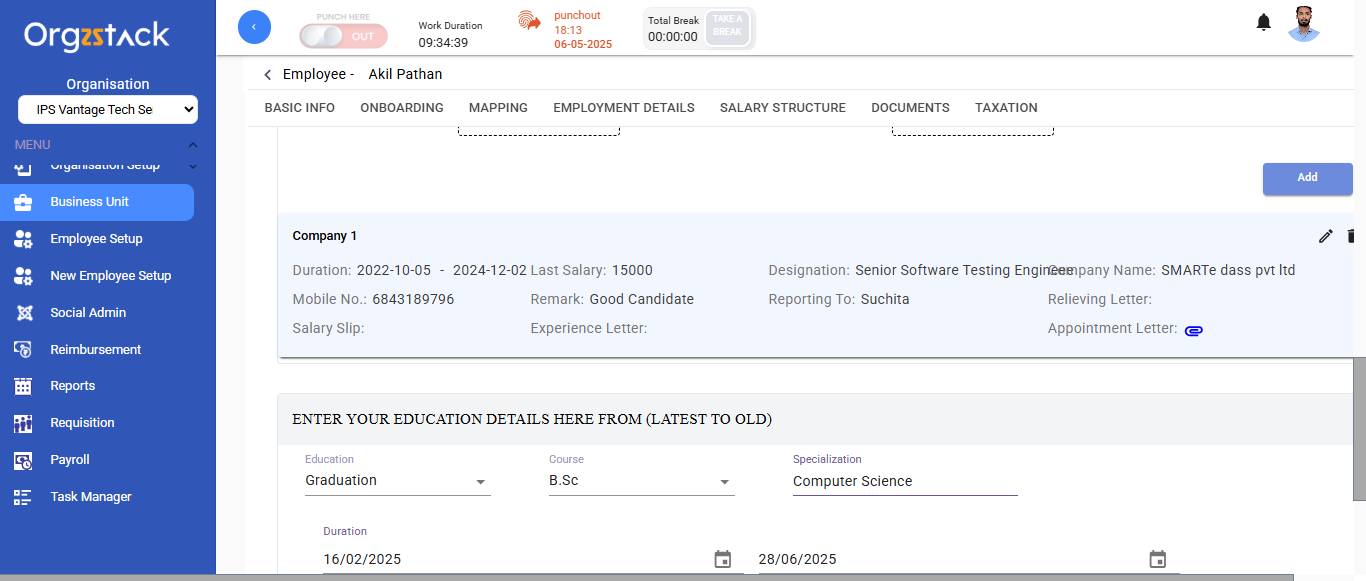 Orgzstack
Organisation
IPS Vantage Tech Se
MENU
Organisation Setup
Business Unit
Employee Setup
New Employee Setup
Social Admin
Reimbursement
Reports
Requisition
Payroll
Task Manager
PUNCH HERE
OUT
Work Duration
09:34:39
punchout
18:13
06-05-2025
Total Break
00:00:00
TAKE A
BREAK
Employee - Akil Pathan
BASIC INFO ONBOARDING MAPPING EMPLOYMENT DETAILS SALARY STRUCTURE DOCUMENTS TAXATION
Add
Company 1
Duration: 2022-10-05 - 2024-12-02 Last Salary: 15000 Designation: Senior Software Testing Engineer Company Name: SMARTe dass pvt ltd
Mobile No.: 6843189796 Remark: Good Candidate Reporting To: Suchita Relieving Letter:
Salary Slip: Experience Letter: Appointment Letter:
ENTER YOUR EDUCATION DETAILS HERE FROM (LATEST TO OLD)
Education Course Specialization
Graduation B.Sc Computer Science
Duration
16/02/2025 28/06/2025